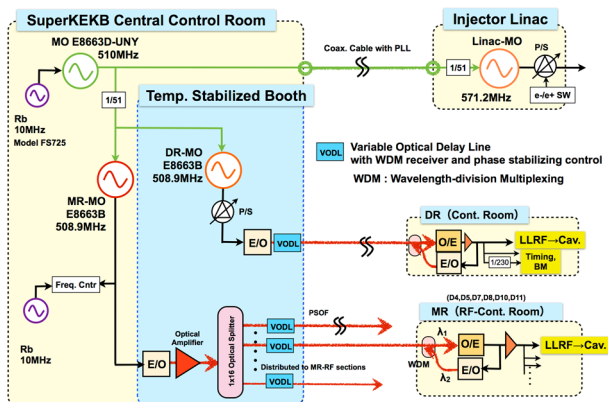 SuperKEKB Central Control Room
Injector Linac
MO E8663D-UNY
510MHz
Linac-MO
P/S
Coax. Cable with PLL
1/51
1/51
571.2MHz
e-/e+ SW
Rb
10MHz
Model FS725
Temp. Stabilized Booth
DR-MO
E8663B
508.9MHz
VODL
Variable Optical Delay Line
with WDM receiver and phase stabilizing control
WDM : Wavelength-division Multiplexing
MR-MO
E8663B
508.9MHz
P/S
DR (Cont. Room)
E/O
VODL
O/E
E/O
LLRF→Cav.
1/230
Timing,
BM
Freq. Cntr
(D4,D5,D7,D8,D10,D11)
MR (RF-Cont. Room)
Rb
10MHz
Optical
Amplifier
E/O
1x16 Optical Splitter
VODL
PSOF
VODL
Distributed to MR-RF sections
VODL
λ1
O/E
LLRF→Cav.
WDM
λ2
E/O